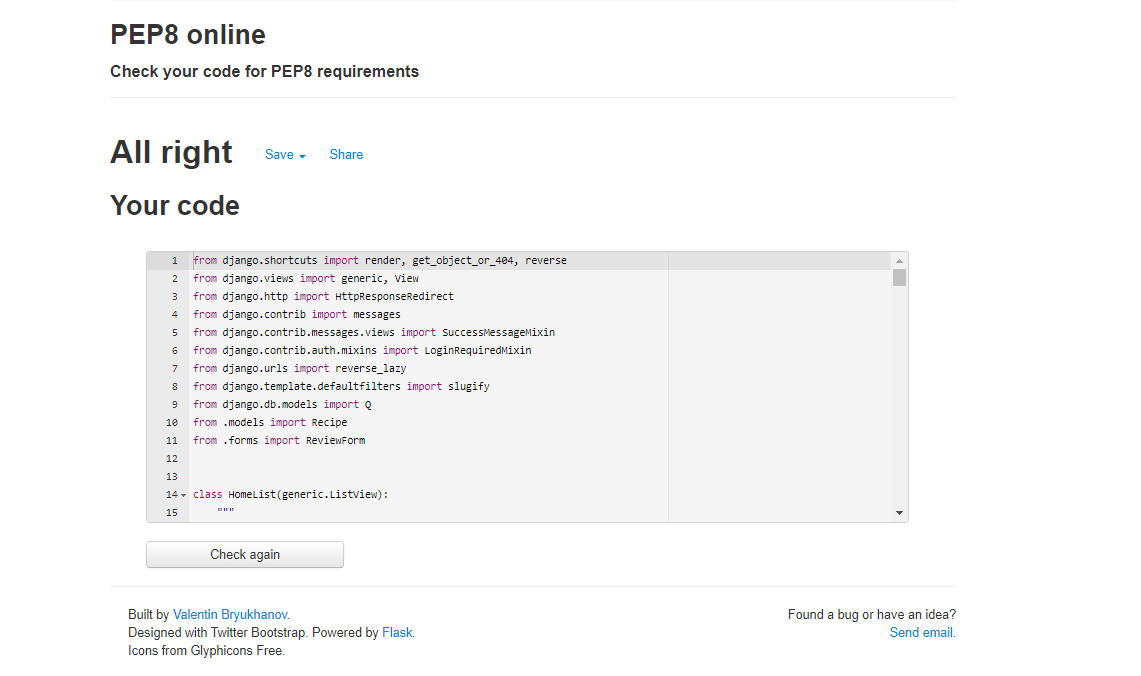 PEP8 online
Check your code for PEP8 requirements
All right Save Share
Your code
1 from django.shortcuts import render, get_object_or_404, reverse
2 from django.views import generic, View
3 from django.http import HttpResponseRedirect
4 from django.contrib import messages
5 from django.contrib.messages.views import SuccessMessageMixin
6 from django.contrib.auth.mixins import LoginRequiredMixin
7 from django.urls import reverse_lazy
8 from django.template.defaultfilters import slugify
9 from django.db.models import Q
10 from .models import Recipe
11 from .forms import ReviewForm
12
13
14 class HomeList(generic.ListView):
15 """
Check again
Built by Valentin Bryukhanov.
Designed with Twitter Bootstrap. Powered by Flask.
Icons from Glyphicons Free.
Found a bug or have an idea?
Send email.